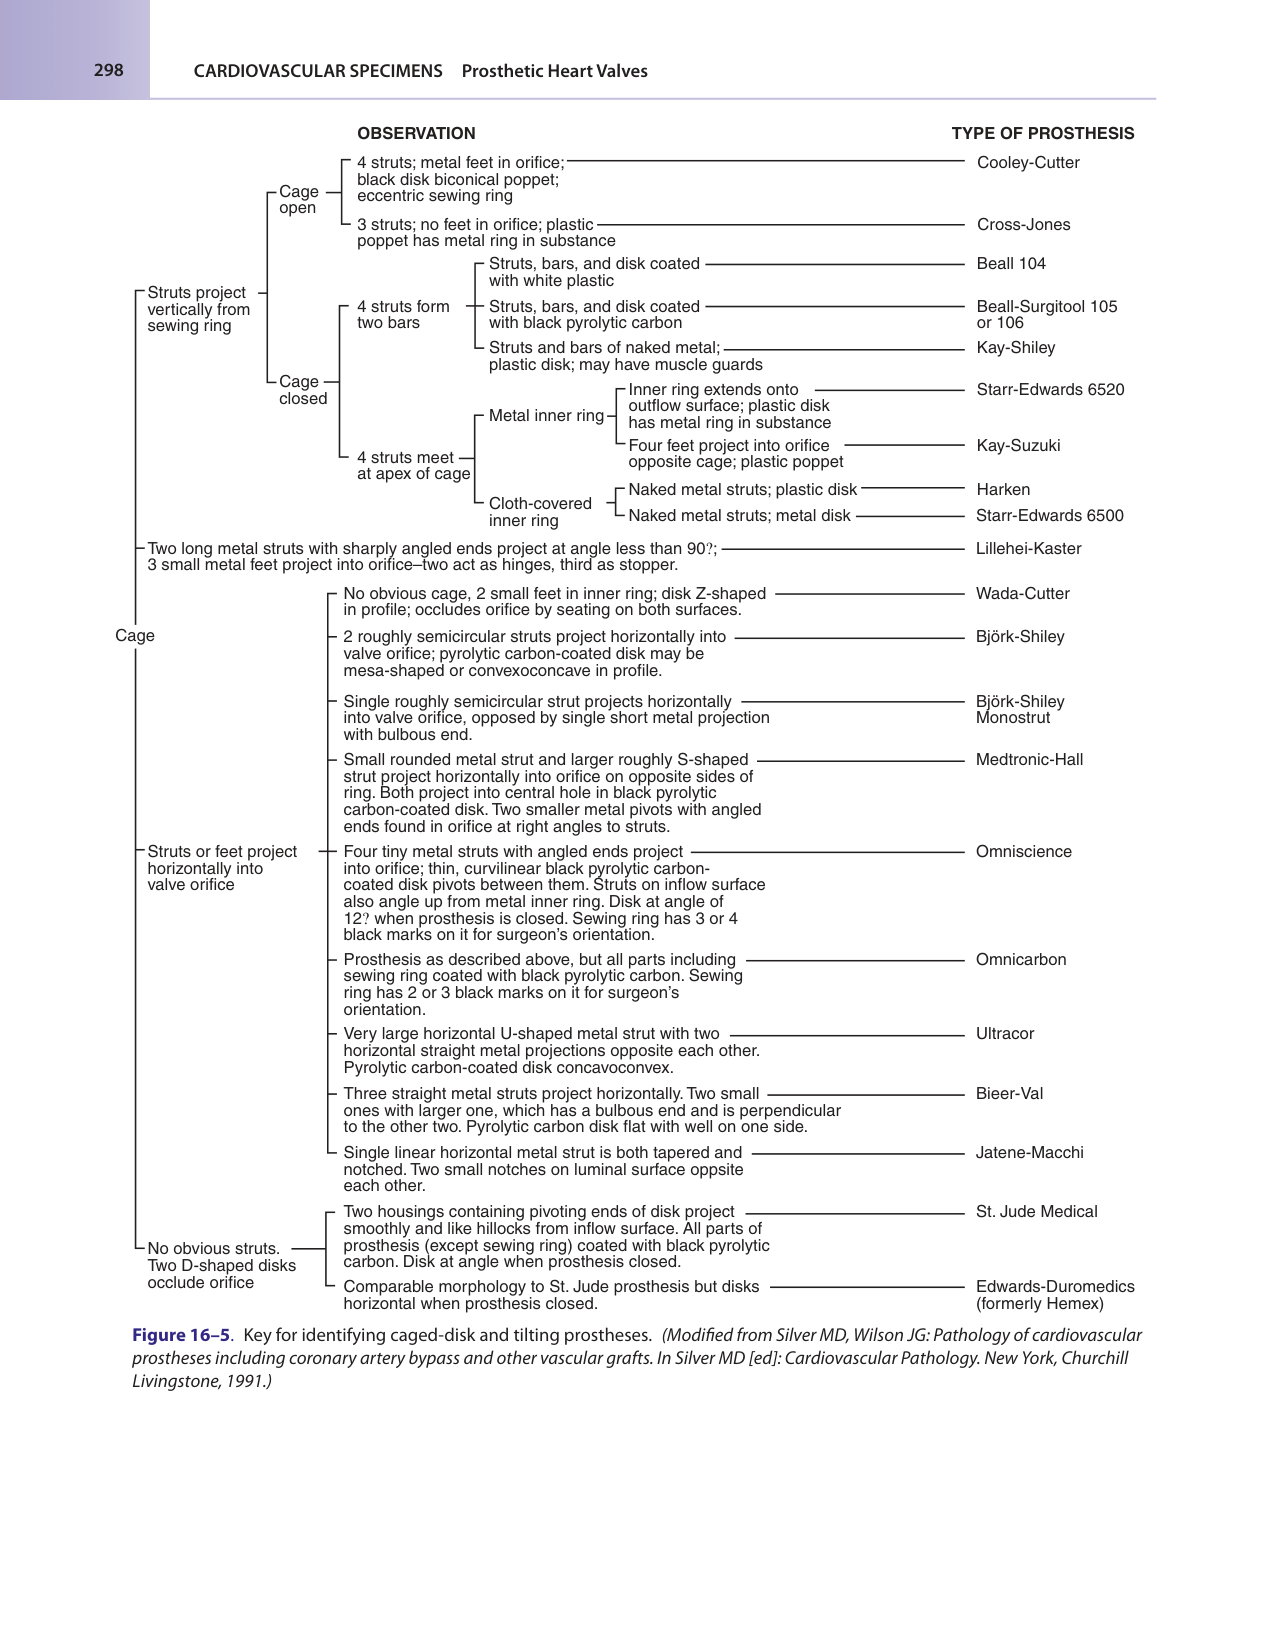 298
CARDIOVASCULAR SPECIMENS Prosthetic Heart Valves
OBSERVATION
TYPE OF PROSTHESIS
Cage
Struts project
vertically from
sewing ring
Cage
open
4 struts; metal feet in orifice;
black disk biconical poppet;
eccentric sewing ring
Cooley-Cutter
3 struts; no feet in orifice; plastic
poppet has metal ring in substance
Cross-Jones
Cage
closed
4 struts form
two bars
Struts, bars, and disk coated
with white plastic
Beall 104
Struts, bars, and disk coated
with black pyrolytic carbon
Beall-Surgitool 105
or 106
Struts and bars of naked metal;
plastic disk; may have muscle guards
Kay-Shiley
4 struts meet
at apex of cage
Metal inner ring
Inner ring extends onto
outflow surface; plastic disk
has metal ring in substance
Starr-Edwards 6520
Four feet project into orifice
opposite cage; plastic poppet
Kay-Suzuki
Cloth-covered
inner ring
Naked metal struts; plastic disk
Harken
Naked metal struts; metal disk
Starr-Edwards 6500
Two long metal struts with sharply angled ends project at angle less than 90?;
3 small metal feet project into orifice–two act as hinges, third as stopper.
Lillehei-Kaster
Struts or feet project
horizontally into
valve orifice
No obvious cage, 2 small feet in inner ring; disk Z-shaped
in profile; occludes orifice by seating on both surfaces.
Wada-Cutter
2 roughly semicircular struts project horizontally into
valve orifice; pyrolytic carbon-coated disk may be
mesa-shaped or convexoconcave in profile.
Björk-Shiley
Single roughly semicircular strut projects horizontally
into valve orifice, opposed by single short metal projection
with bulbous end.
Björk-Shiley
Monostrut
Small rounded metal strut and larger roughly S-shaped
strut project horizontally into orifice on opposite sides of
ring. Both project into central hole in black pyrolytic
carbon-coated disk. Two smaller metal pivots with angled
ends found in orifice at right angles to struts.
Medtronic-Hall
Four tiny metal struts with angled ends project
into orifice; thin, curvilinear black pyrolytic carbon-
coated disk pivots between them. Struts on inflow surface
also angle up from metal inner ring. Disk at angle of
12? when prosthesis is closed. Sewing ring has 3 or 4
black marks on it for surgeon's orientation.
Omniscience
Prosthesis as described above, but all parts including
sewing ring coated with black pyrolytic carbon. Sewing
ring has 2 or 3 black marks on it for surgeon's
orientation.
Omnicarbon
Very large horizontal U-shaped metal strut with two
horizontal straight metal projections opposite each other.
Pyrolytic carbon-coated disk concavoconvex.
Ultracor
Three straight metal struts project horizontally. Two small
ones with larger one, which has a bulbous end and is perpendicular
to the other two. Pyrolytic carbon disk flat with well on one side.
Bieer-Val
Single linear horizontal metal strut is both tapered and
notched. Two small notches on luminal surface oppsite
each other.
Jatene-Macchi
No obvious struts.
Two D-shaped disks
occlude orifice
Two housings containing pivoting ends of disk project
smoothly and like hillocks from inflow surface. All parts of
prosthesis (except sewing ring) coated with black pyrolytic
carbon. Disk at angle when prosthesis closed.
St. Jude Medical
Comparable morphology to St. Jude prosthesis but disks
horizontal when prosthesis closed.
Edwards-Duromedics
(formerly Hemex)
Figure 16–5. Key for identifying caged-disk and tilting prostheses. (Modified from Silver MD, Wilson JG: Pathology of cardiovascular
prostheses including coronary artery bypass and other vascular grafts. In Silver MD [ed]: Cardiovascular Pathology. New York, Churchill
Livingstone, 1991.)